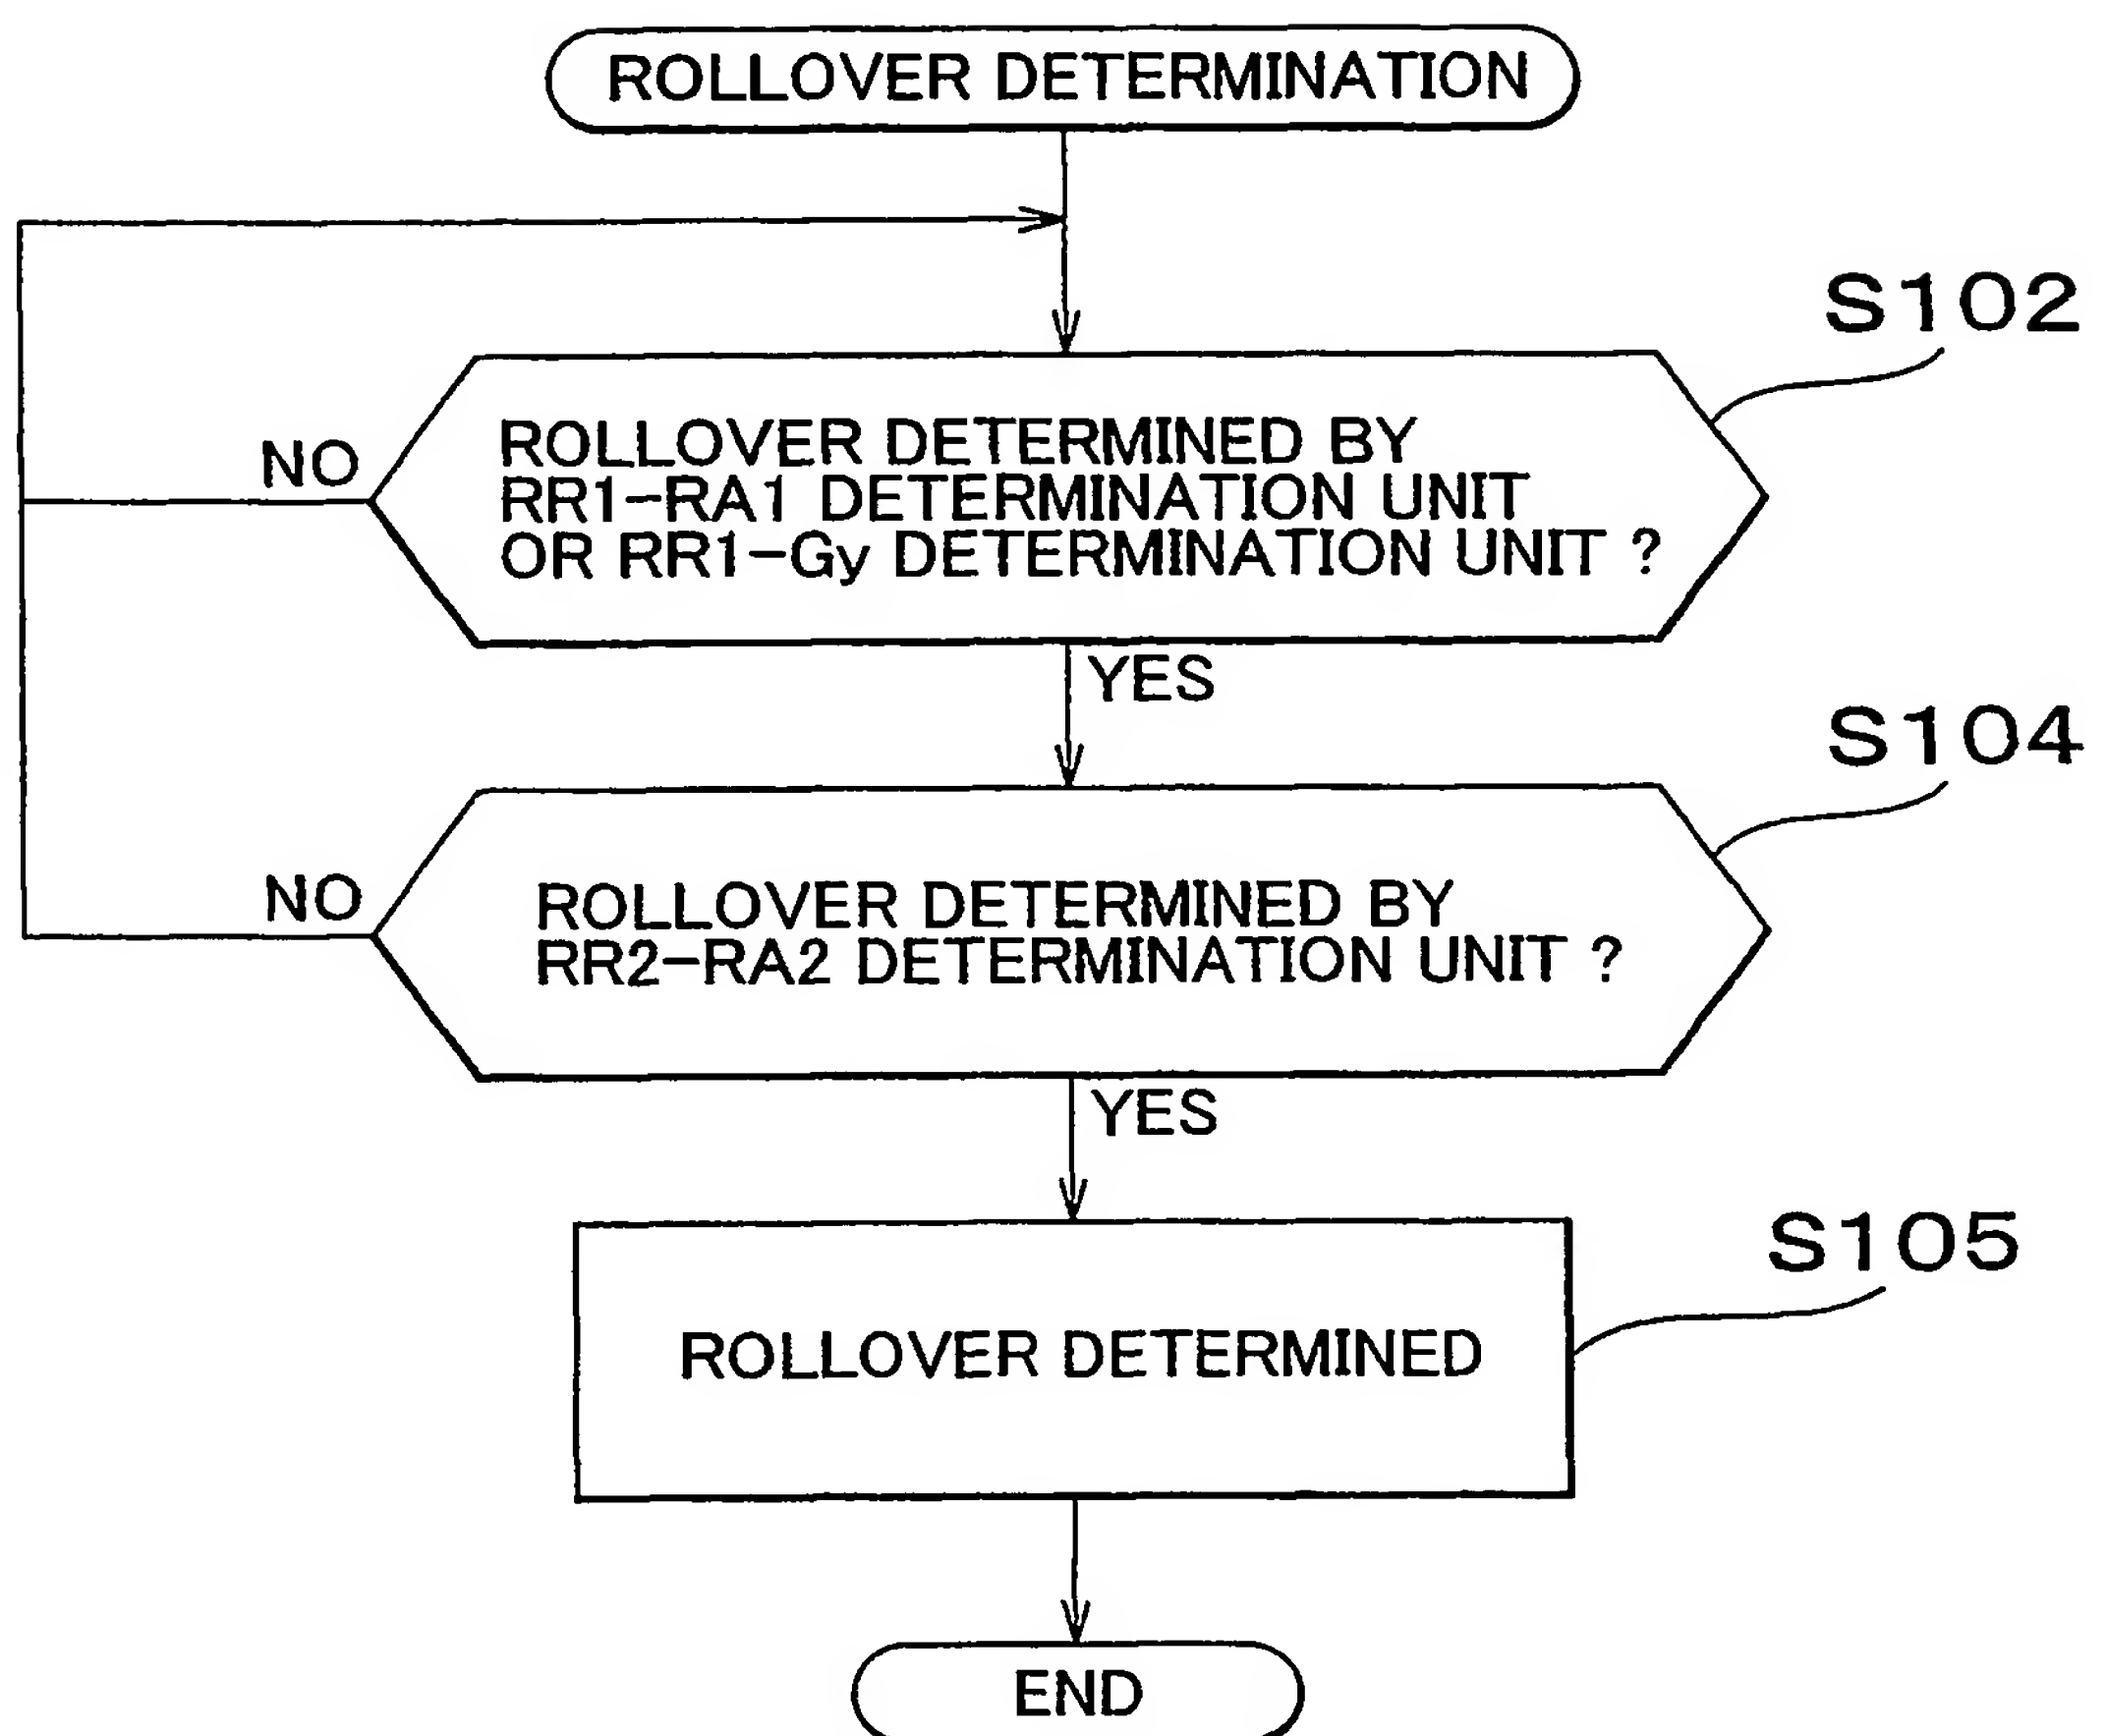 ROLLOVER DETERMINATION
S102
ROLLOVER DETERMINED BY
RR1-RA1 DETERMINATION UNIT
OR RR1-Gy DETERMINATION UNIT ?
NO
YES
S104
ROLLOVER DETERMINED BY
RR2-RA2 DETERMINATION UNIT ?
NO
YES
S105
ROLLOVER DETERMINED
END